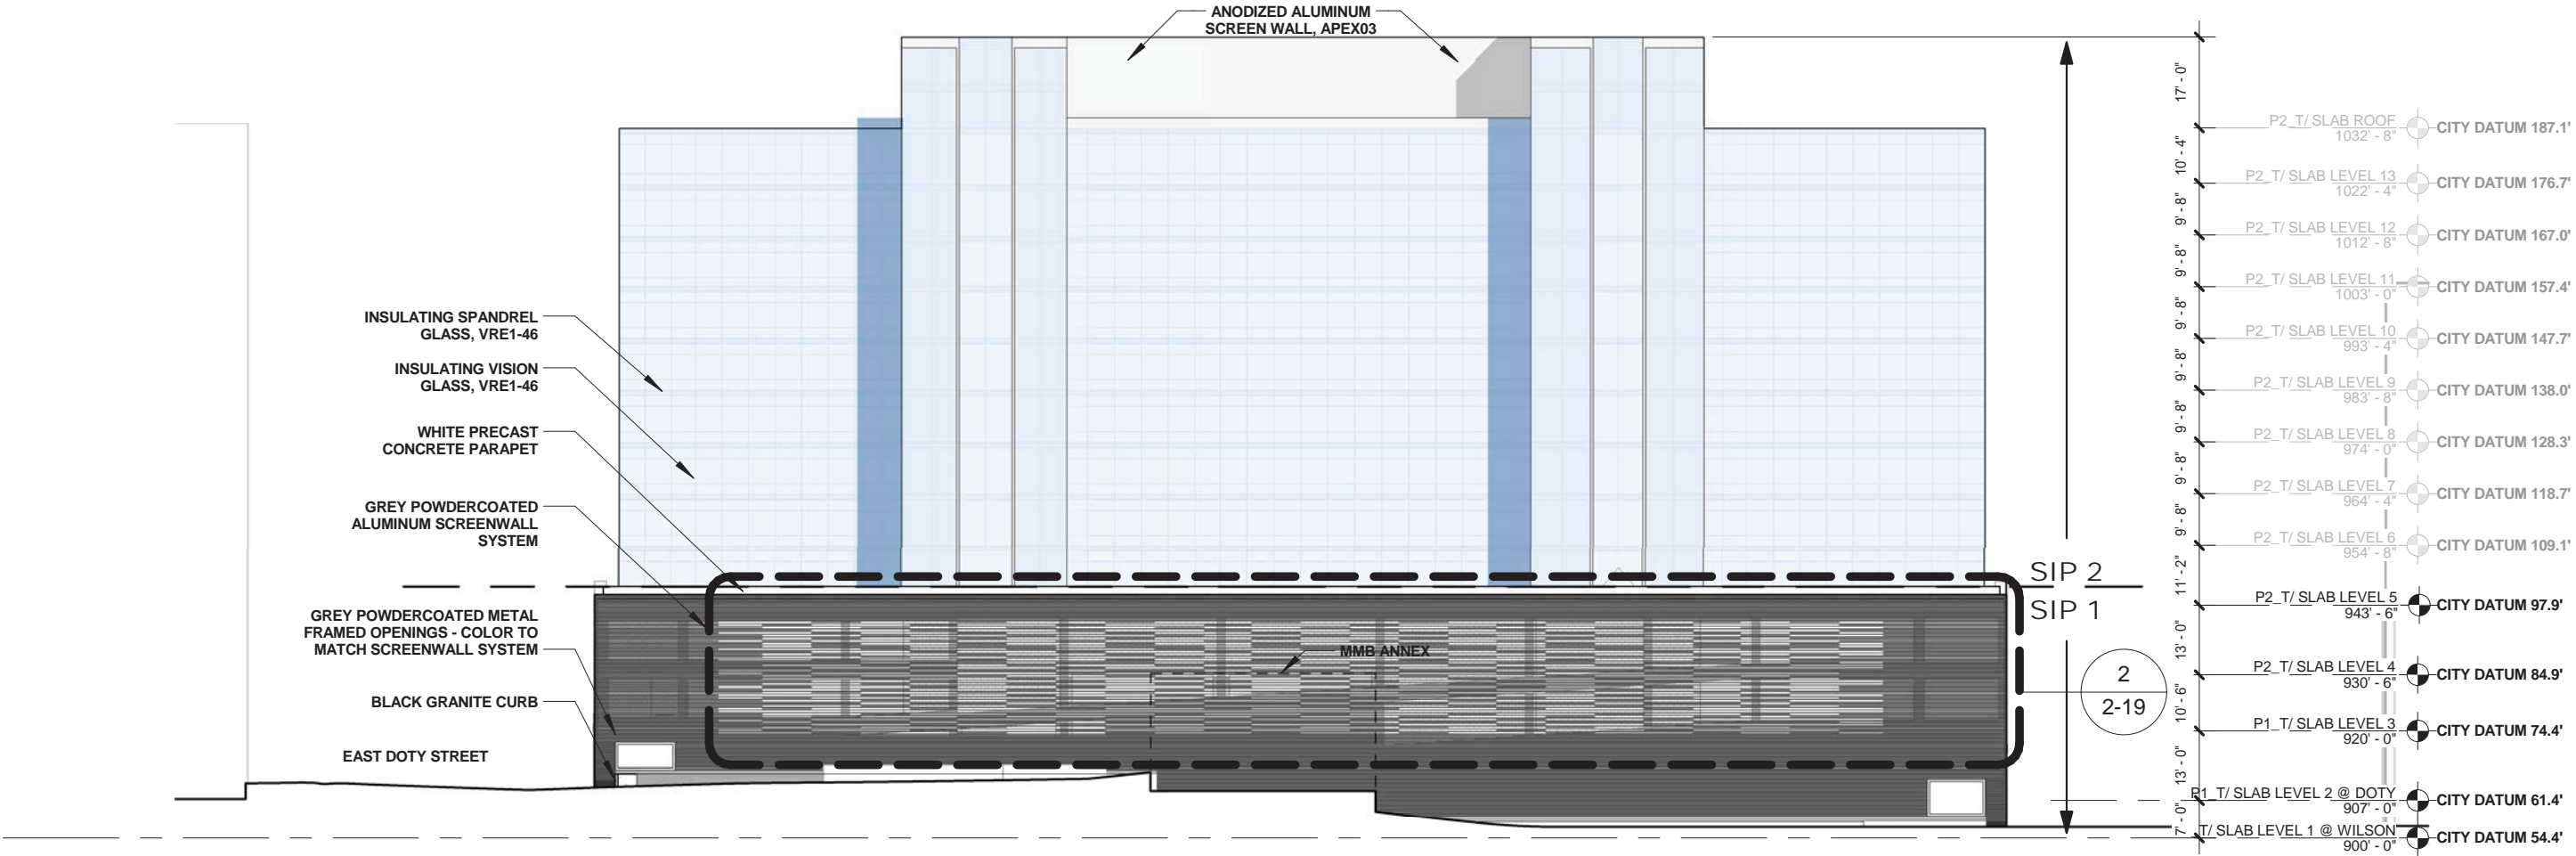 ANODIZED ALUMINUM
SCREEN WALL, APEX03
INSULATING SPANDREL
GLASS, VRE1-46
INSULATING VISION
GLASS, VRE1-46
WHITE PRECAST
CONCRETE PARAPET
GREY POWDERCOATED
ALUMINUM SCREENWALL
SYSTEM
GREY POWDERCOATED METAL
FRAMED OPENINGS - COLOR TO
MATCH SCREENWALL SYSTEM
BLACK GRANITE CURB
EAST DOTY STREET
MMB ANNEX
SIP 2
SIP 1
2
2-19
17' - 0"
10' - 4"
9' - 8"
9' - 8"
9' - 8"
9' - 8"
9' - 8"
9' - 8"
9' - 8"
11' - 2"
13' - 0"
10' - 6"
13' - 0"
7' - 0"
P2_T/ SLAB ROOF
1032' - 8"
CITY DATUM 187.1'
P2_T/ SLAB LEVEL 13
1022' - 4"
CITY DATUM 176.7'
P2_T/ SLAB LEVEL 12
1012' - 8"
CITY DATUM 167.0'
P2_T/ SLAB LEVEL 11
1003' - 0"
CITY DATUM 157.4'
P2_T/ SLAB LEVEL 10
993' - 4"
CITY DATUM 147.7'
P2_T/ SLAB LEVEL 9
983' - 8"
CITY DATUM 138.0'
P2_T/ SLAB LEVEL 8
974' - 0"
CITY DATUM 128.3'
P2_T/ SLAB LEVEL 7
964' - 4"
CITY DATUM 118.7'
P2_T/ SLAB LEVEL 6
954' - 8"
CITY DATUM 109.1'
P2_T/ SLAB LEVEL 5
943' - 6"
CITY DATUM 97.9'
P2_T/ SLAB LEVEL 4
930' - 6"
CITY DATUM 84.9'
P1_T/ SLAB LEVEL 3
920' - 0"
CITY DATUM 74.4'
P1_T/ SLAB LEVEL 2 @ DOTY
907' - 0"
CITY DATUM 61.4'
T/ SLAB LEVEL 1 @ WILSON
900' - 0"
CITY DATUM 54.4'